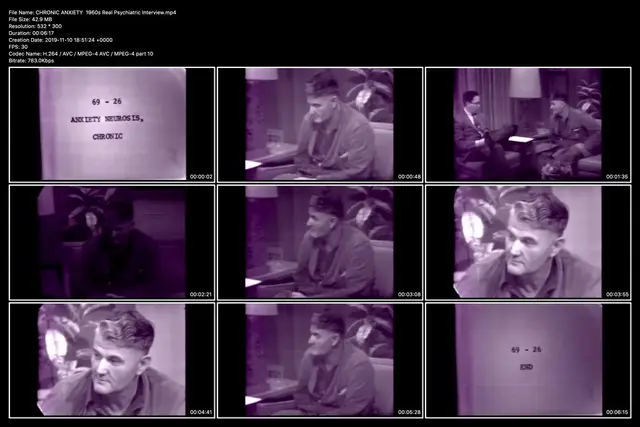 File Name: CHRONIC ANXIETY  1960s Real Psychiatric Interview.mp4
File Size: 42.9 MB
Resolution: 532 * 300
Duration: 00:06:17
Creation Date: 2019-11-10 18:51:24 +0000
FPS: 30
Codec Name: H.264 / AVC / MPEG-4 AVC / MPEG-4 part 10
Bitrate: 783.0Kbps
69 - 26
ANXIETY NEUROSIS,
CHRONIC
00:00:02
00:00:48
00:01:35
00:02:21
00:03:08
00:03:55
00:04:41
00:05:28
69 - 26
END
00:06:15